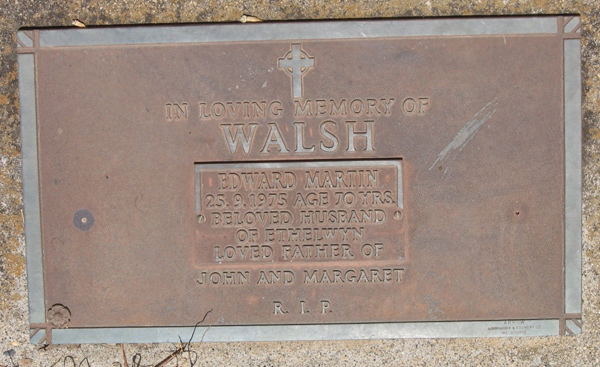 IN LOVING MEMORY OF
WALSH
EDWARD MARTIN
25.9.1975 AGE 70 YRS.
BELOVED HUSBAND
OF ETHELWYN
LOVED FATHER OF
JOHN AND MARGARET
R. I. P.